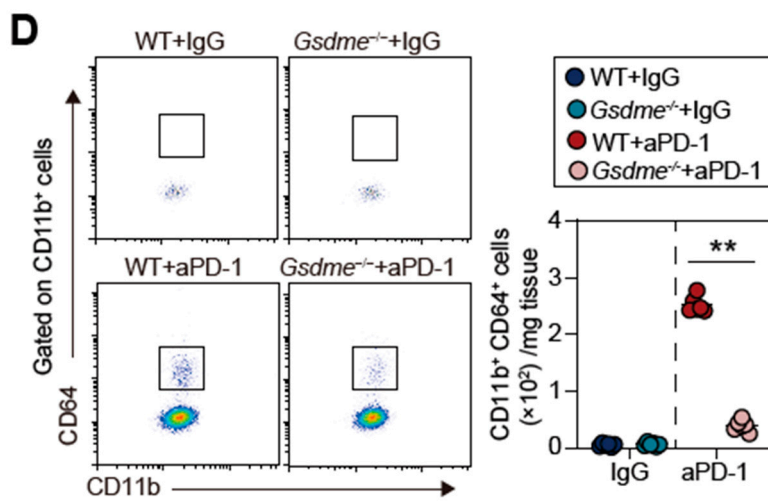 D
WT+IgG
Gsdme⁻/⁻+IgG
WT+aPD-1
Gsdme⁻/⁻+aPD-1
Gated on CD11b⁺ cells
CD64
CD11b
WT+IgG
Gsdme⁻/⁻+IgG
WT+aPD-1
Gsdme⁻/⁻+aPD-1
CD11b⁺ CD64⁺ cells
(×10²) /mg tissue
4
3
2
1
0
**
IgG
aPD-1